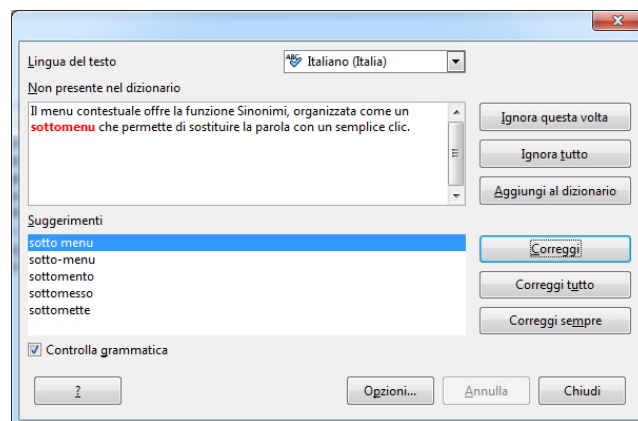 Lingua del testo
ABC Italiano (Italia)
Non presente nel dizionario
Il menu contestuale offre la funzione Sinonimi, organizzata come un
sottomenu che permette di sostituire la parola con un semplice clic.
Ignora questa volta
Ignora tutto
Aggiungi al dizionario
Suggerimenti
sotto menu
sotto-menu
sottomento
sottomesso
sottomette
Correggi
Correggi tutto
Correggi sempre
Controlla grammatica
?
Opzioni...
Annulla
Chiudi